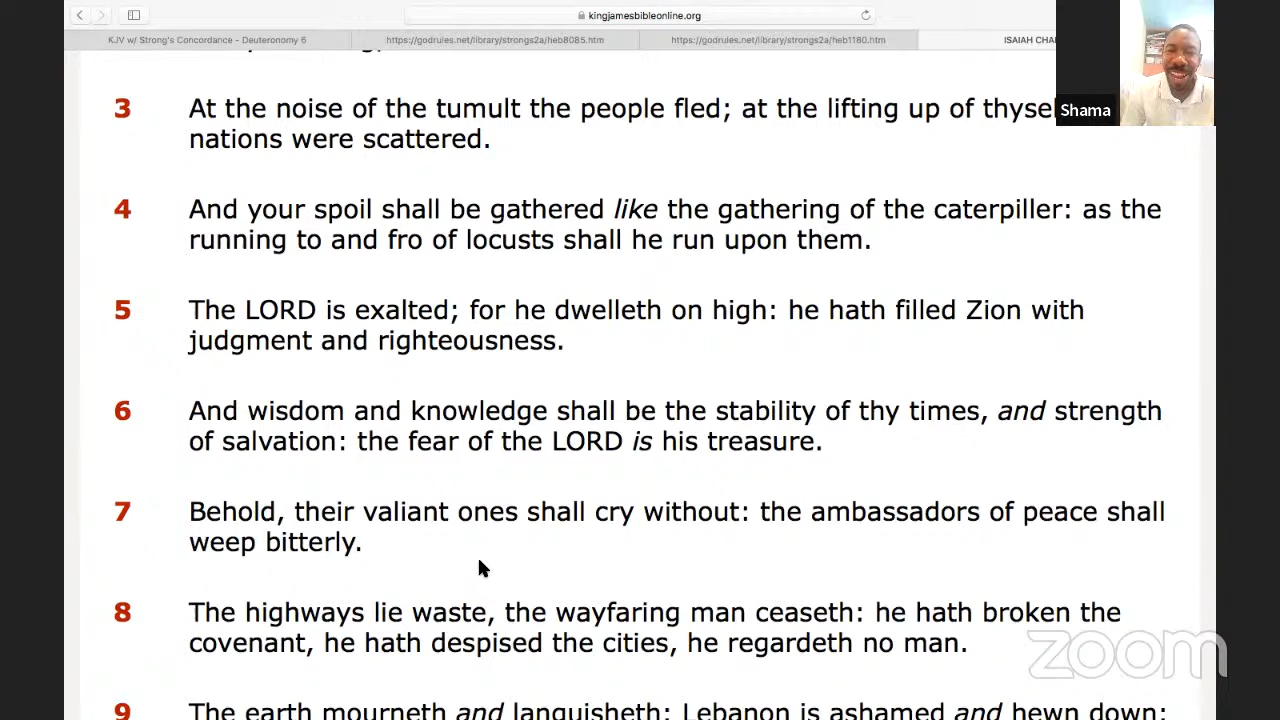 kingjamesbibleonline.org
KJV w/ Strong's Concordance - Deuteronomy 6
https://godrules.net/library/strongs2a/heb8085.htm
https://godrules.net/library/strongs2a/heb1180.htm
ISAIAH
Shama
3 At the noise of the tumult the people fled; at the lifting up of
nations were scattered.
4 And your spoil shall be gathered like the gathering of the caterpiller: as the
running to and fro of locusts shall he run upon them.
5 The LORD is exalted; for he dwelleth on high: he hath filled Zion with
judgment and righteousness.
6 And wisdom and knowledge shall be the stability of thy times, and strength
of salvation: the fear of the LORD is his treasure.
7 Behold, their valiant ones shall cry without: the ambassadors of peace shall
weep bitterly.
8 The highways lie waste, the wayfaring man ceaseth: he hath broken the
covenant, he hath despised the cities, he regardeth no man.
zoom
9 The earth mourneth and languisheth: Lebanon is ashamed and hewn down: